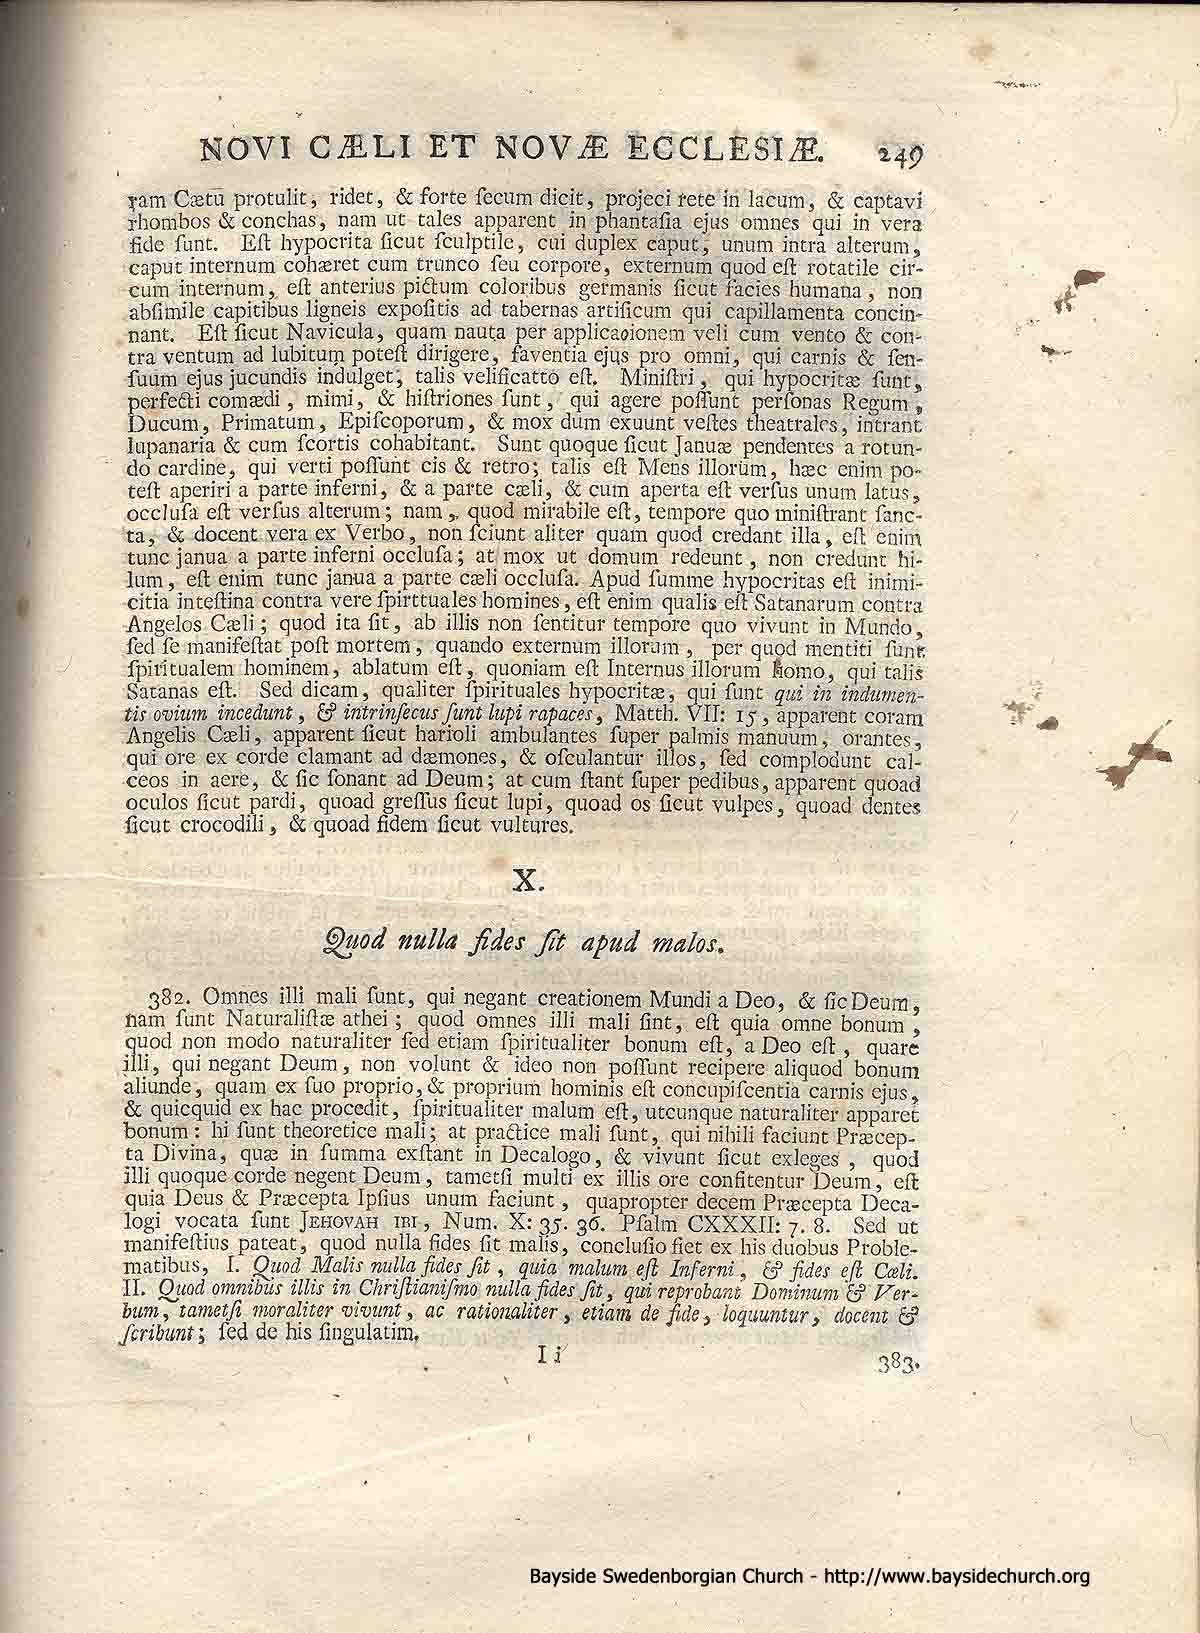 NOVI CÆLI ET NOVÆ ECCLESIÆ. 249
ram Cætū protulit, ridet, & forte ſecum dicit, projeci rete in lacum, & captavi
rhombos & conchas, nam ut tales apparent in phantaſia ejus omnes qui in vera
fide ſunt. Eſt hypocrita ſicut ſculptile, cui duplex caput, unum intra alterum,
caput internum cohæret cum trunco ſeu corpore, externum quod eſt rotatile cir-
cum internum, eſt anterius pictum coloribus germanis ſicut facies humana, non
abſimile capitibus ligneis expoſitis ad tabernas artificum qui capillamenta concin-
nant. Eſt ſicut Navicula, quam nauta per applicaoionem veli cum vento & con-
tra ventum ad lubitum poteſt dirigere, faventia ejus pro omni, qui carnis & ſen-
ſuum ejus jucundis indulget, talis velificatto eſt. Miniſtri, qui hypocritæ ſunt,
perfecti comædi, mimi, & hiſtriones ſunt, qui agere poſſunt perſonas Regum,
Ducum, Primatum, Epiſcoporum, & mox dum exuunt veſtes theatrales, intrant
lupanaria & cum ſcortis cohabitant. Sunt quoque ſicut Januæ pendentes a rotun-
do cardine, qui verti poſſunt cis & retro; talis eſt Mens illorum, hæc enim po-
teſt aperiri a parte inferni, & a parte cæli, & cum aperta eſt verſus unum latus,
occluſa eſt verſus alterum; nam, quod mirabile eſt, tempore quo miniſtrant ſanc-
ta, & docent vera ex Verbo, non ſciunt aliter quam quod credant illa, eſt enim
tunc janua a parte inferni occluſa; at mox ut domum redeunt, non credunt hi-
lum, eſt enim tunc janua a parte cæli occluſa. Apud ſumme hypocritas eſt inimi-
citia inteſtina contra vere ſpirttuales homines, eſt enim qualis eſt Satanarum contra
Angelos Cæli; quod ita ſit, ab illis non ſentitur tempore quo vivunt in Mundo,
ſed ſe manifeſtat poſt mortem, quando externum illorum, per quod mentiti ſunt
ſpiritualem hominem, ablatum eſt, quoniam eſt Internus illorum homo, qui talis
Satanas eſt. Sed dicam, qualiter ſpirituales hypocritæ, qui ſunt qui in indumen-
tis ovium incedunt, & intrinſecus ſunt lupi rapaces, Matth. VII: 15, apparent coram
Angelis Cæli, apparent ſicut harioli ambulantes ſuper palmis manuum, orantes,
qui ore ex corde clamant ad dæmones, & oſculantur illos, ſed complodunt cal-
ceos in aere, & ſic ſonant ad Deum; at cum ſtant ſuper pedibus, apparent quoad
oculos ſicut pardi, quoad greſſus ſicut lupi, quoad os ſicut vulpes, quoad dentes
ſicut crocodili, & quoad fidem ſicut vultures.
X.
Quod nulla fides ſit apud malos.
382. Omnes illi mali ſunt, qui negant creationem Mundi a Deo, & ſic Deum,
nam ſunt Naturaliſtæ athei; quod omnes illi mali ſint, eſt quia omne bonum,
quod non modo naturaliter ſed etiam ſpiritualiter bonum eſt, a Deo eſt, quare
illi, qui negant Deum, non volunt & ideo non poſſunt recipere aliquod bonum
aliunde, quam ex ſuo proprio, & proprium hominis eſt concupiſcentia carnis ejus,
& quicquid ex hac procedit, ſpiritualiter malum eſt, utcunque naturaliter apparet
bonum: hi ſunt theoretice mali; at practice mali ſunt, qui nihili faciunt Præcep-
ta Divina, quæ in ſumma exſtant in Decalogo, & vivunt ſicut exleges, quod
illi quoque corde negent Deum, tametſi multi ex illis ore confitentur Deum, eſt
quia Deus & Præcepta Ipſius unum faciunt, quapropter decem Præcepta Deca-
logi vocata ſunt JEHOVAH IBI, Num. X: 35. 36. Pſalm CXXXII: 7. 8. Sed ut
manifeſtius pateat, quod nulla fides ſit malis, concluſio fiet ex his duobus Proble-
matibus, I. Quod Malis nulla fides ſit, quia malum eſt Inferni, & fides eſt Cæli.
II. Quod omnibus illis in Chriſtianiſmo nulla fides ſit, qui reprobant Dominum & Ver-
bum, tametſi moraliter vivunt, ac rationaliter, etiam de fide, loquuntur, docent &
ſcribunt; ſed de his ſingulatim.
Ii 383.
Bayside Swedenborgian Church - http://www.baysidechurch.org